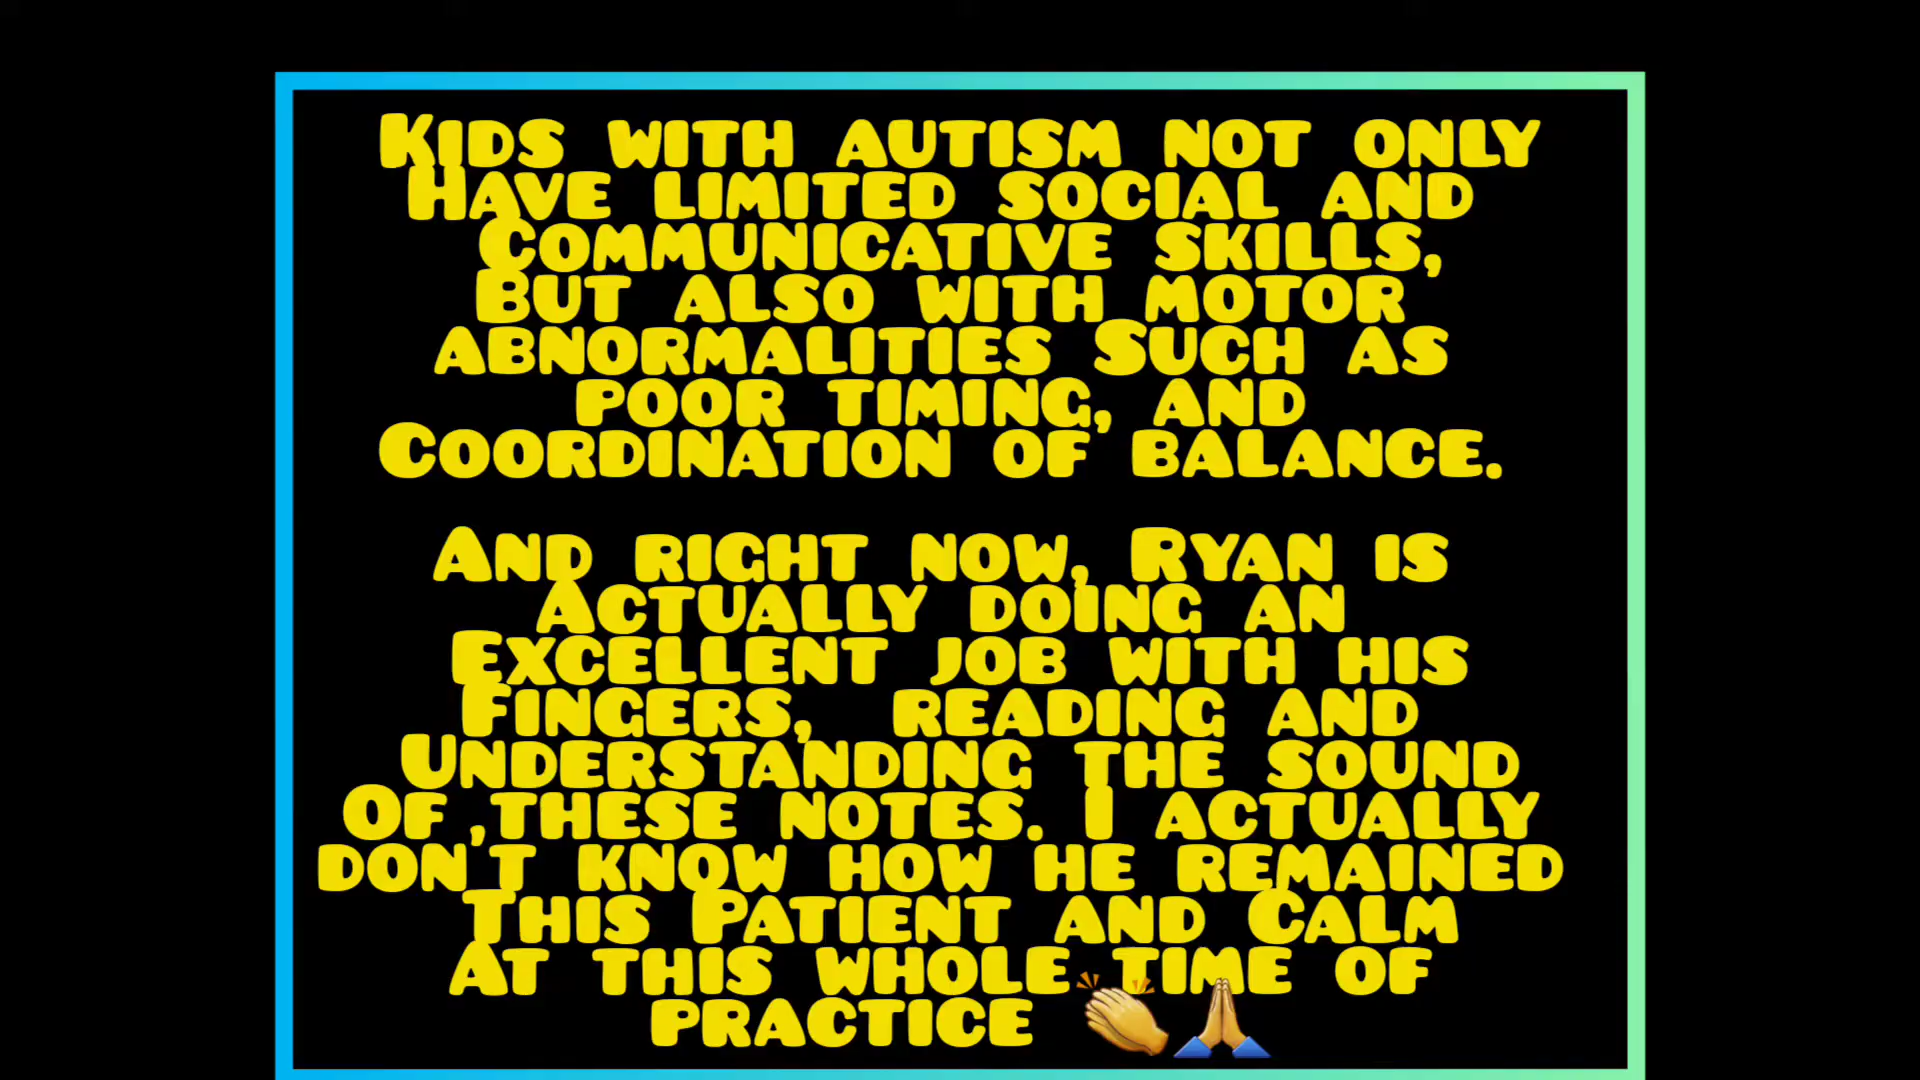 Kids with autism not only
Have limited social and
Communicative skills,
But also with motor
abnormalities Such as
poor timing, and
Coordination of balance.
And right now, Ryan is
Actually doing an
Excellent job with his
Fingers, reading and
Understanding the sound
Of ,these notes. I actually
don't know how he remained
This Patient and Calm
At this whole time of
practice 👏🙏